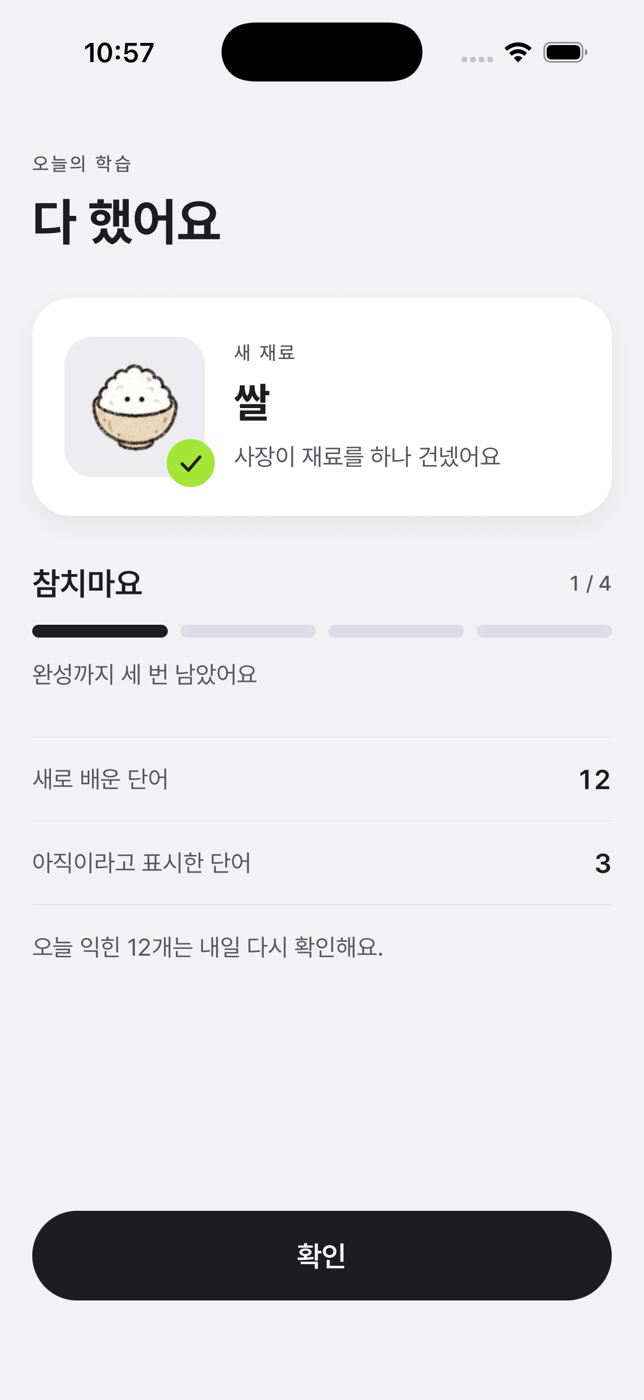 10:57
오늘의 학습
다 했어요
새 재료
쌀
사장이 재료를 하나 건넸어요
참치마요
1 / 4
완성까지 세 번 남았어요
새로 배운 단어
12
아직이라고 표시한 단어
3
오늘 익힌 12개는 내일 다시 확인해요.
확인